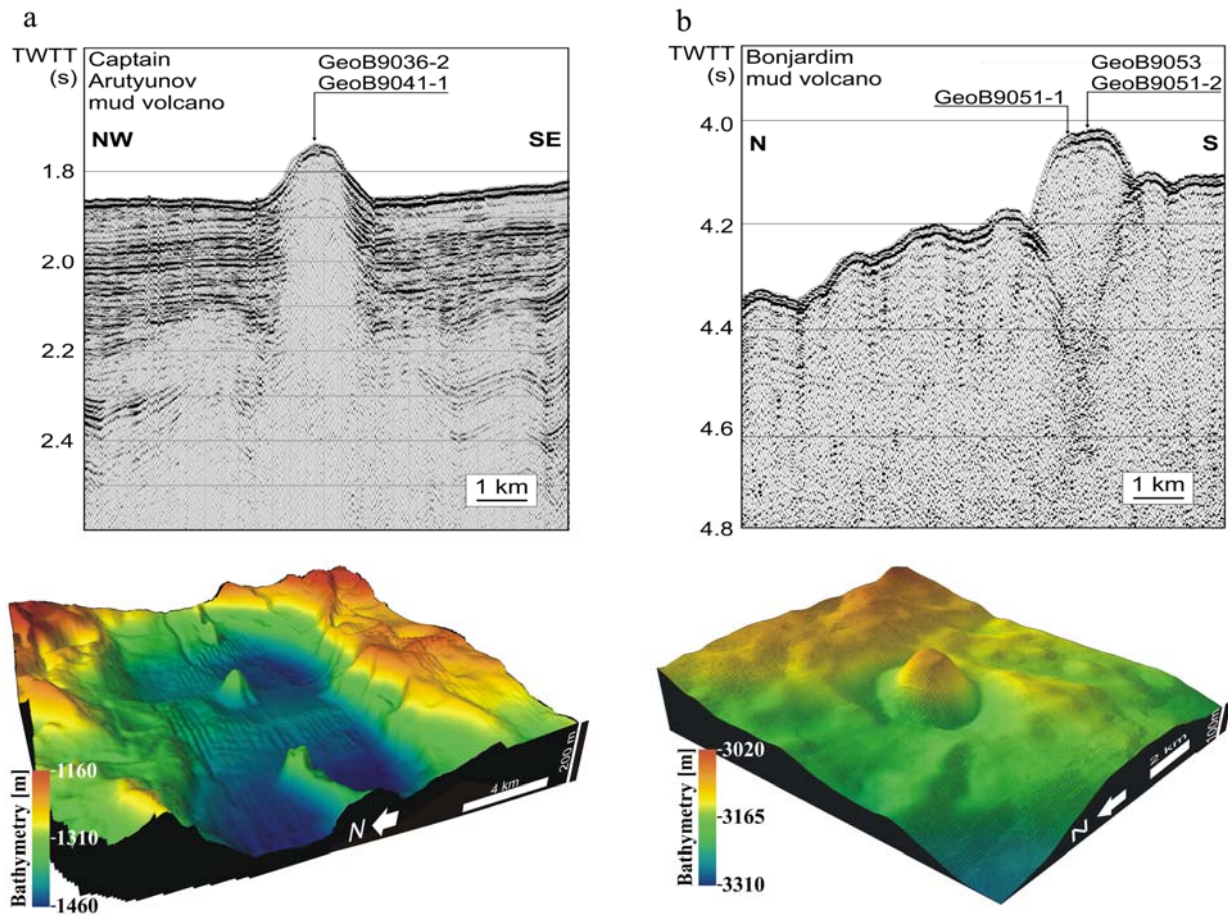 a
TWTT
(s)
Captain
Arutyunov
mud volcano
GeoB9036-2
GeoB9041-1
NW
SE
1.8
2.0
2.2
2.4
1 km
b
TWTT
(s)
Bonjardim
mud volcano
GeoB9053
GeoB9051-1
GeoB9051-2
4.0
N
S
4.2
4.4
4.6
4.8
1 km
Bathymetry [m]
-1160
-1310
-1460
N
4 km
200 m
Bathymetry [m]
-3020
-3165
-3310
N
2 km
100m